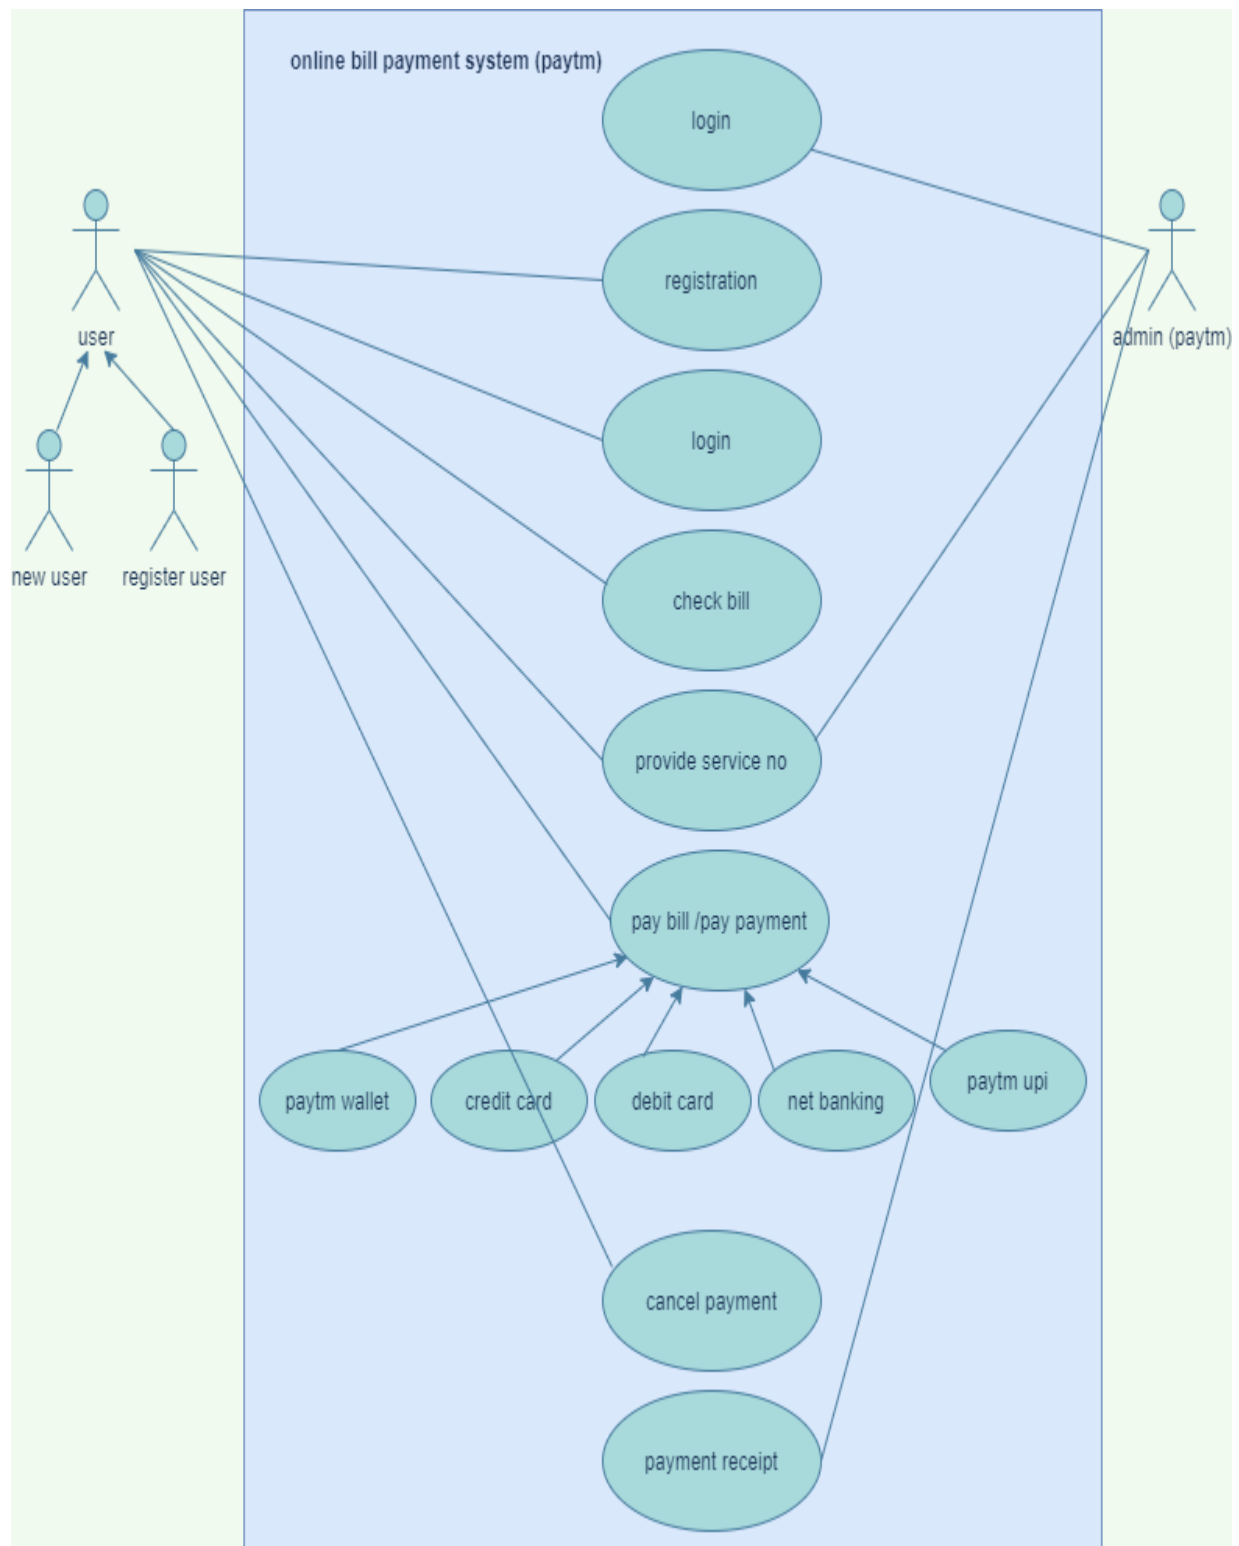 online bill payment system (paytm)
login
registration
user
admin (paytm)
login
new user
register user
check bill
provide service no
pay bill /pay payment
paytm wallet
credit card
debit card
net banking
paytm upi
cancel payment
payment receipt